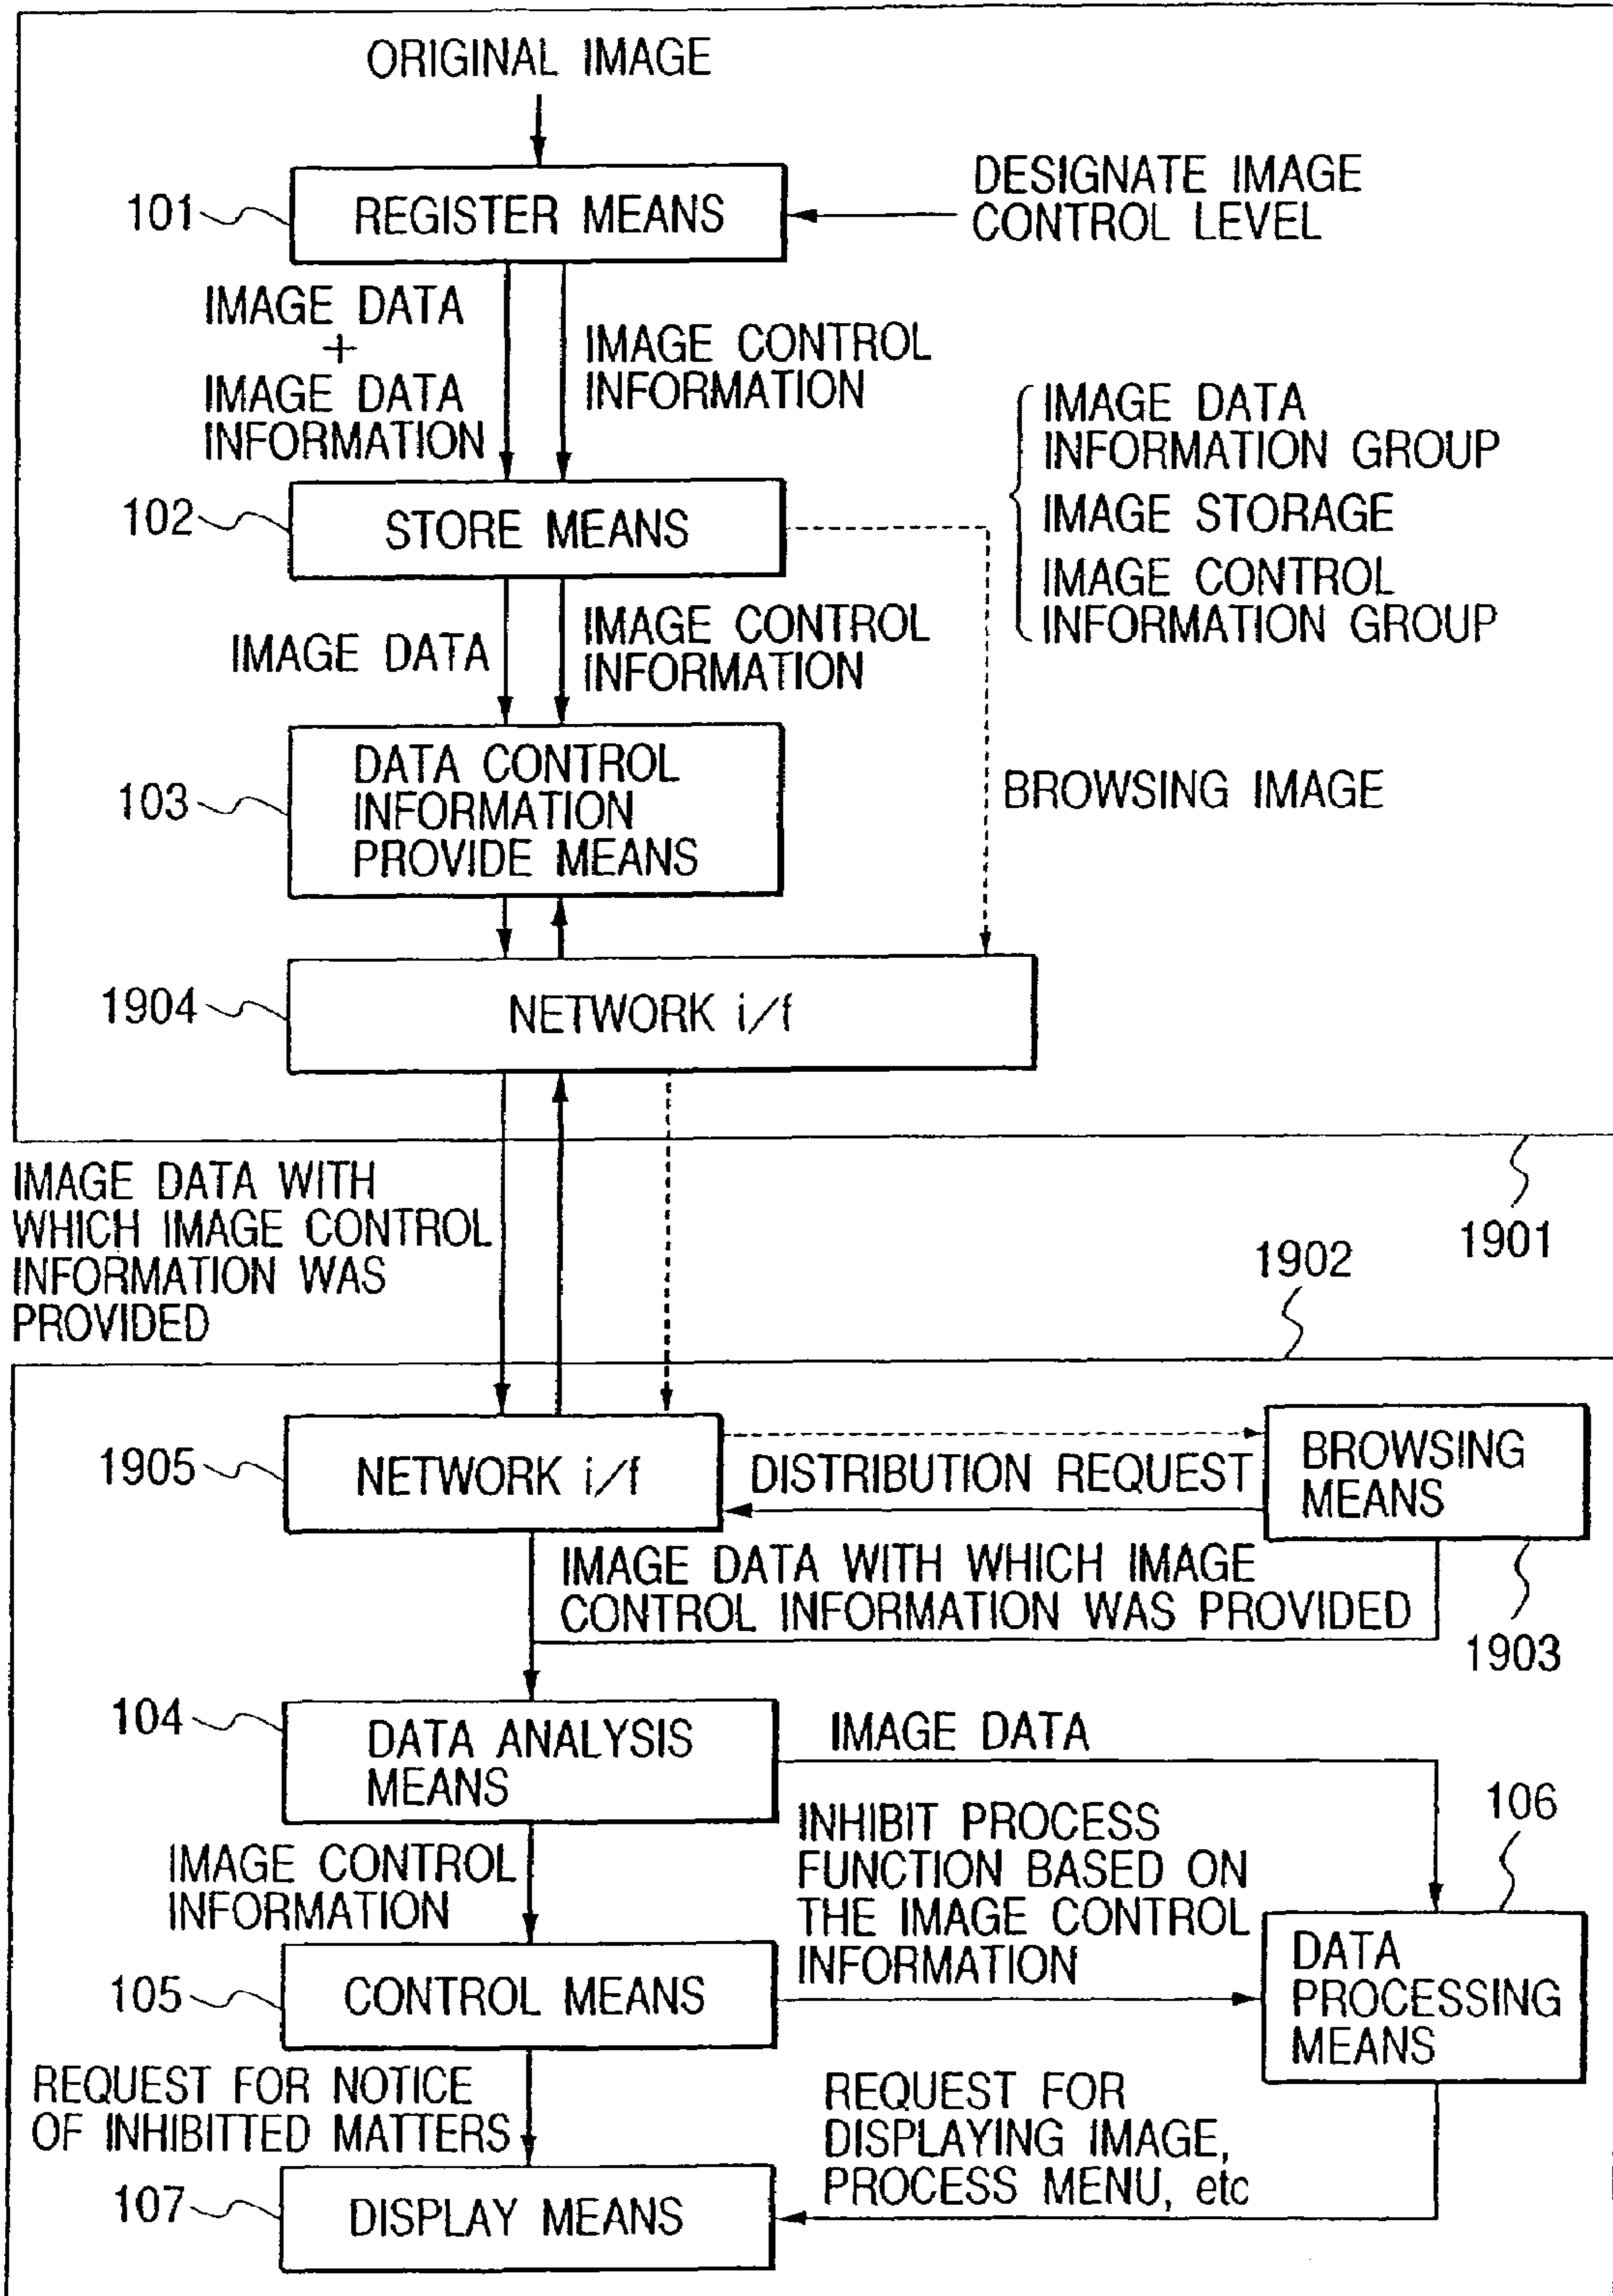 ORIGINAL IMAGE
101
REGISTER MEANS
DESIGNATE IMAGE
CONTROL LEVEL
IMAGE DATA
+
IMAGE DATA
INFORMATION
IMAGE CONTROL
INFORMATION
IMAGE DATA
INFORMATION GROUP
IMAGE STORAGE
IMAGE CONTROL
INFORMATION GROUP
102
STORE MEANS
IMAGE DATA
IMAGE CONTROL
INFORMATION
103
DATA CONTROL
INFORMATION
PROVIDE MEANS
BROWSING IMAGE
1904
NETWORK i/f
1901
IMAGE DATA WITH
WHICH IMAGE CONTROL
INFORMATION WAS
PROVIDED
1902
1905
NETWORK i/f
DISTRIBUTION REQUEST
BROWSING
MEANS
1903
IMAGE DATA WITH WHICH IMAGE
CONTROL INFORMATION WAS PROVIDED
104
DATA ANALYSIS
MEANS
IMAGE DATA
106
IMAGE CONTROL
INFORMATION
INHIBIT PROCESS
FUNCTION BASED ON
THE IMAGE CONTROL
INFORMATION
105
CONTROL MEANS
DATA
PROCESSING
MEANS
REQUEST FOR NOTICE
OF INHIBITTED MATTERS
REQUEST FOR
DISPLAYING IMAGE,
PROCESS MENU, etc
107
DISPLAY MEANS